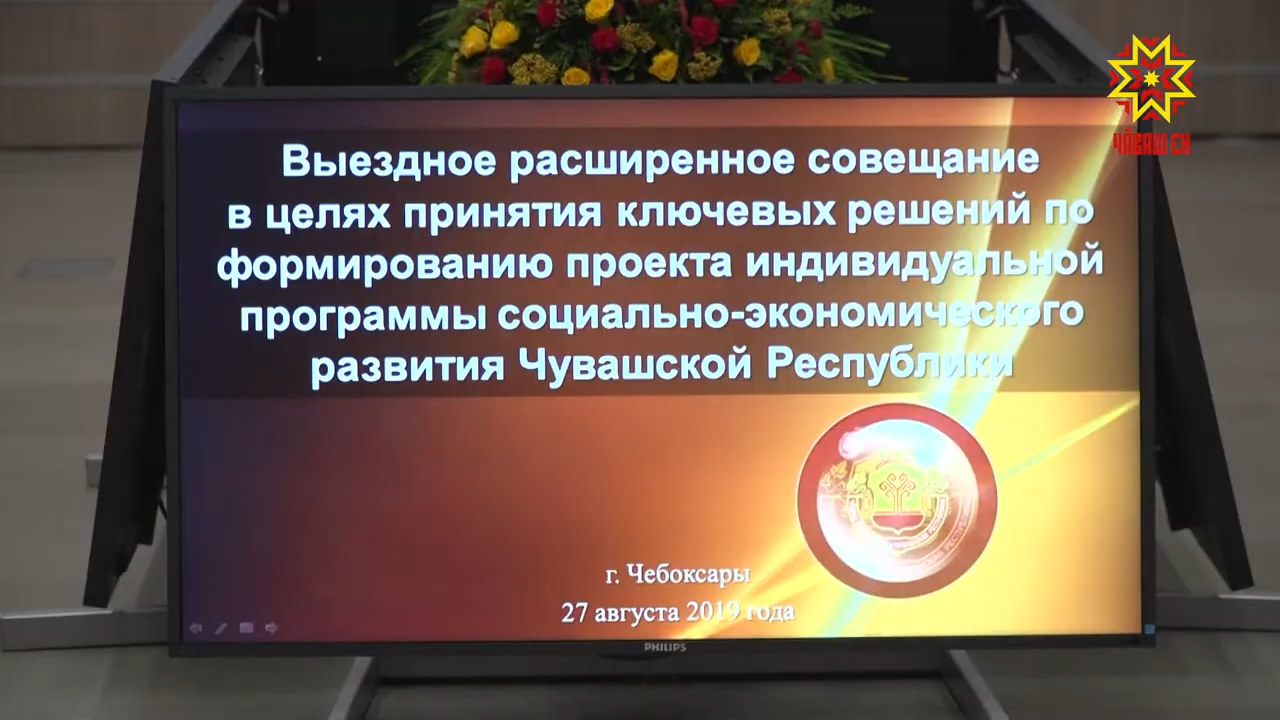 Выездное расширенное совещание
в целях принятия ключевых решений по
формированию проекта индивидуальной
программы социально-экономического
развития Чувашской Республики
г. Чебоксары
27 августа 2019 года
PHILIPS
ЧӐВАШ ЕН